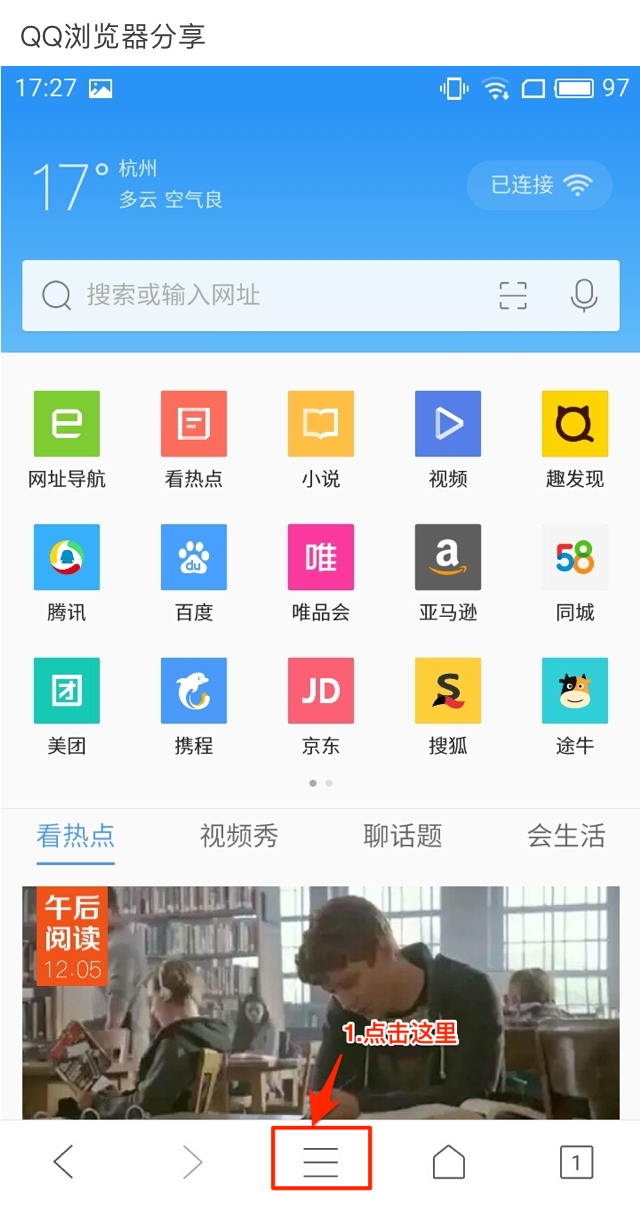 QQ浏览器分享
17:27
97
17°
杭州
多云 空气良
已连接
搜索或输入网址
网址导航
看热点
小说
视频
趣发现
du
唯
a
58
腾讯
百度
唯品会
亚马逊
同城
团
JD
S
美团
携程
京东
搜狐
途牛
看热点
视频秀
聊话题
会生活
午后
阅读
12.05
1.点击这里
1